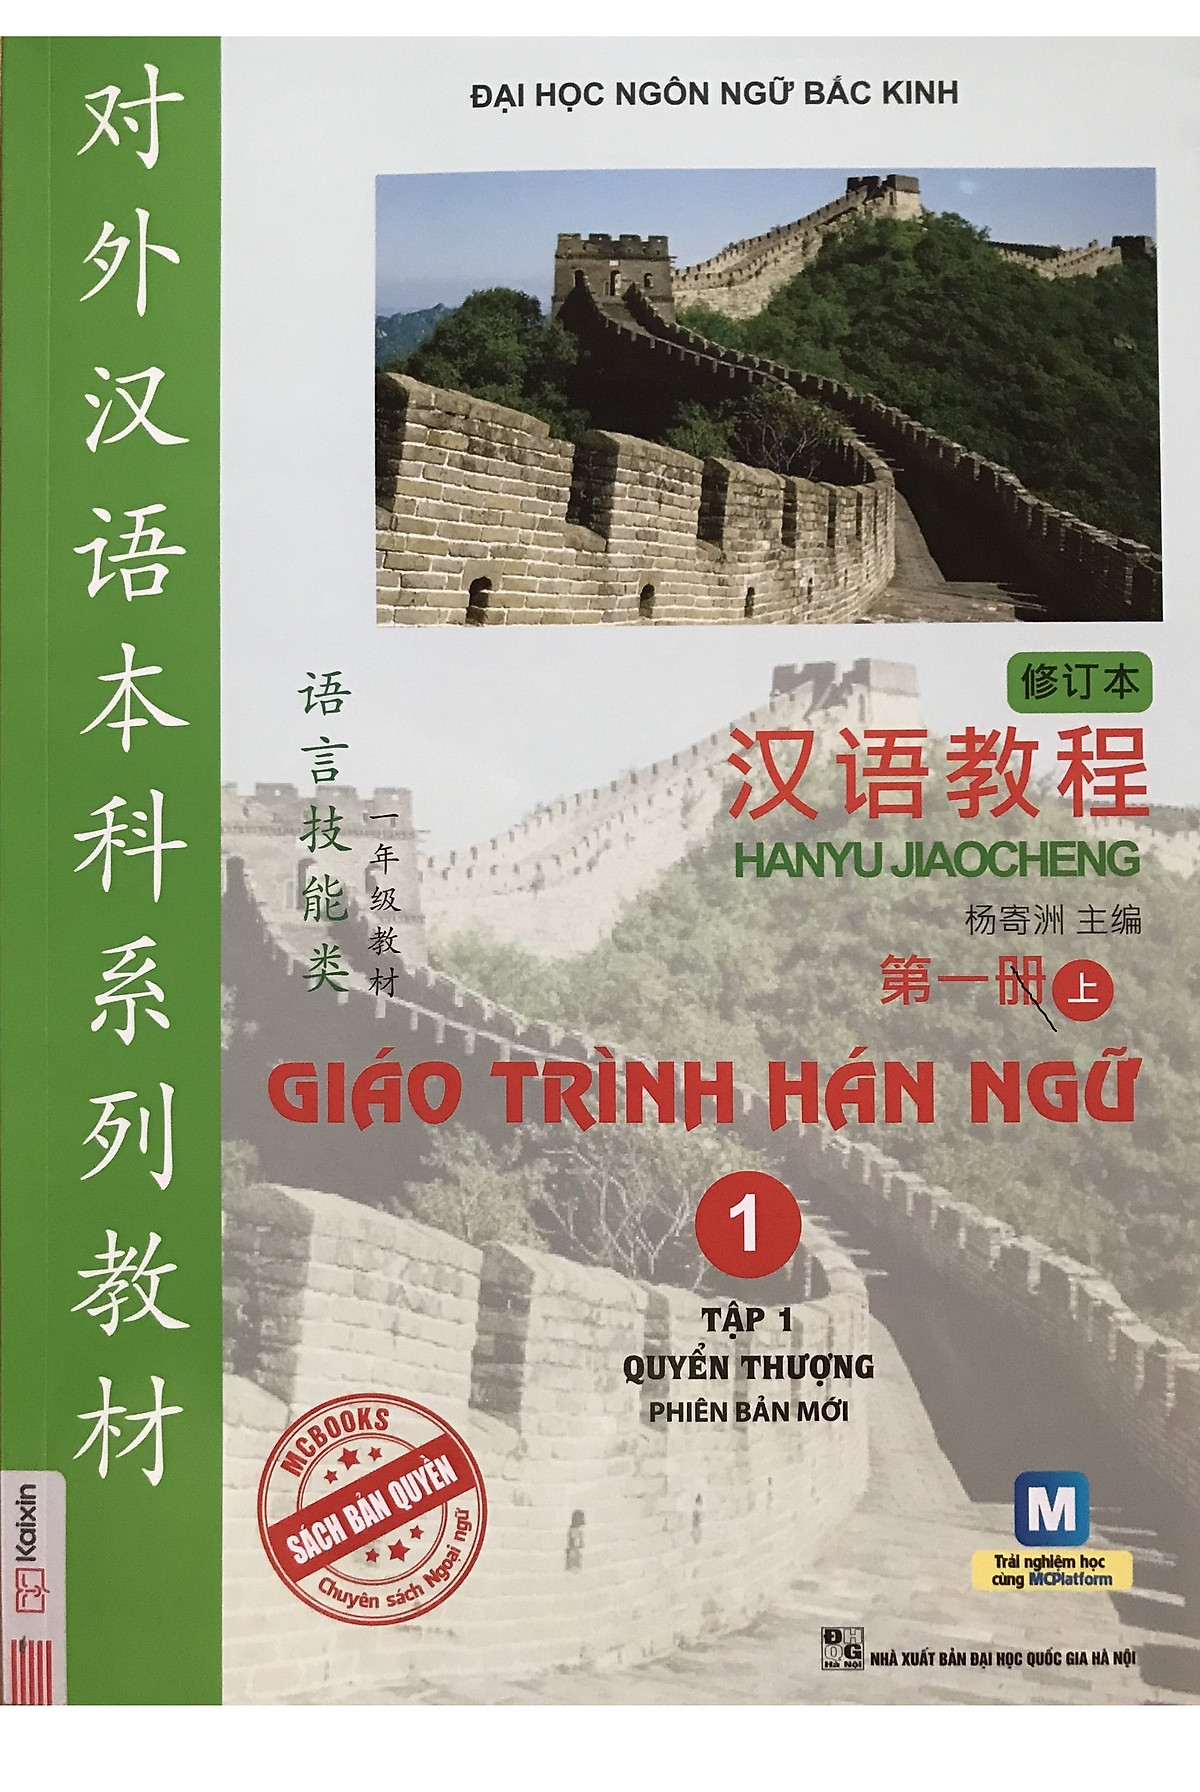 对外汉语本科系列教材
ĐẠI HỌC NGÔN NGỮ BẮC KINH
语言技能类
一年级教材
修订本
汉语教程
HANYU JIAOCHENG
杨寄洲 主编
第一册 上
GIÁO TRÌNH HÁN NGỮ
1
TẬP 1
QUYỂN THƯỢNG
PHIÊN BẢN MỚI
MCBOOKS
SÁCH BẢN QUYỀN
Chuyên sách Ngoại ngữ
Kaixin
M
Trải nghiệm học
cùng MCPlatform
ĐHQG
Hà Nội
NHÀ XUẤT BẢN ĐẠI HỌC QUỐC GIA HÀ NỘI